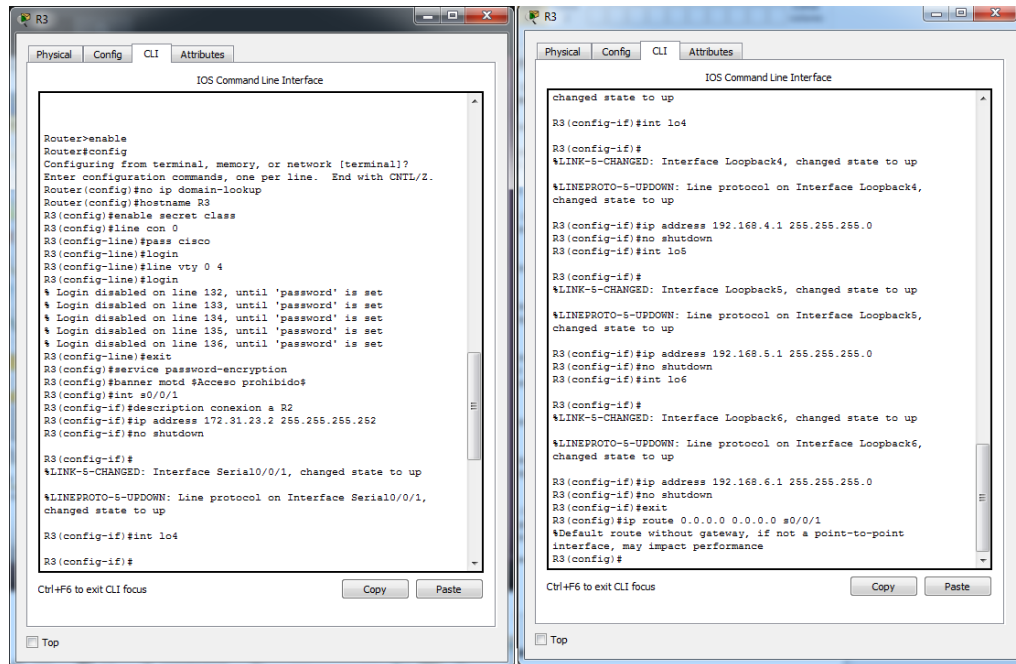 R3
Physical Config CLI Attributes
IOS Command Line Interface
Router>enable
Router#config
Configuring from terminal, memory, or network [terminal]?
Enter configuration commands, one per line. End with CNTL/Z.
Router(config)#no ip domain-lookup
Router(config)#hostname R3
R3(config)#enable secret class
R3(config)#line con 0
R3(config-line)#pass cisco
R3(config-line)#login
R3(config-line)#line vty 0 4
R3(config-line)#login
% Login disabled on line 132, until 'password' is set
% Login disabled on line 133, until 'password' is set
% Login disabled on line 134, until 'password' is set
% Login disabled on line 135, until 'password' is set
% Login disabled on line 136, until 'password' is set
R3(config-line)#exit
R3(config)#service password-encryption
R3(config)#banner motd $Acceso prohibido$
R3(config)#int s0/0/1
R3(config-if)#description conexion a R2
R3(config-if)#ip address 172.31.23.2 255.255.255.252
R3(config-if)#no shutdown
R3(config-if)#
%LINK-5-CHANGED: Interface Serial0/0/1, changed state to up
%LINEPROTO-5-UPDOWN: Line protocol on Interface Serial0/0/1,
changed state to up
R3(config-if)#int lo4
R3(config-if)#
Ctrl+F6 to exit CLI focus
Copy Paste
Top
R3
Physical Config CLI Attributes
IOS Command Line Interface
changed state to up
R3(config-if)#int lo4
R3(config-if)#
%LINK-5-CHANGED: Interface Loopback4, changed state to up
%LINEPROTO-5-UPDOWN: Line protocol on Interface Loopback4,
changed state to up
R3(config-if)#ip address 192.168.4.1 255.255.255.0
R3(config-if)#no shutdown
R3(config-if)#int lo5
R3(config-if)#
%LINK-5-CHANGED: Interface Loopback5, changed state to up
%LINEPROTO-5-UPDOWN: Line protocol on Interface Loopback5,
changed state to up
R3(config-if)#ip address 192.168.5.1 255.255.255.0
R3(config-if)#no shutdown
R3(config-if)#int lo6
R3(config-if)#
%LINK-5-CHANGED: Interface Loopback6, changed state to up
%LINEPROTO-5-UPDOWN: Line protocol on Interface Loopback6,
changed state to up
R3(config-if)#ip address 192.168.6.1 255.255.255.0
R3(config-if)#no shutdown
R3(config-if)#exit
R3(config)#ip route 0.0.0.0 0.0.0.0 s0/0/1
%Default route without gateway, if not a point-to-point
interface, may impact performance
R3(config)#
Ctrl+F6 to exit CLI focus
Copy Paste
Top